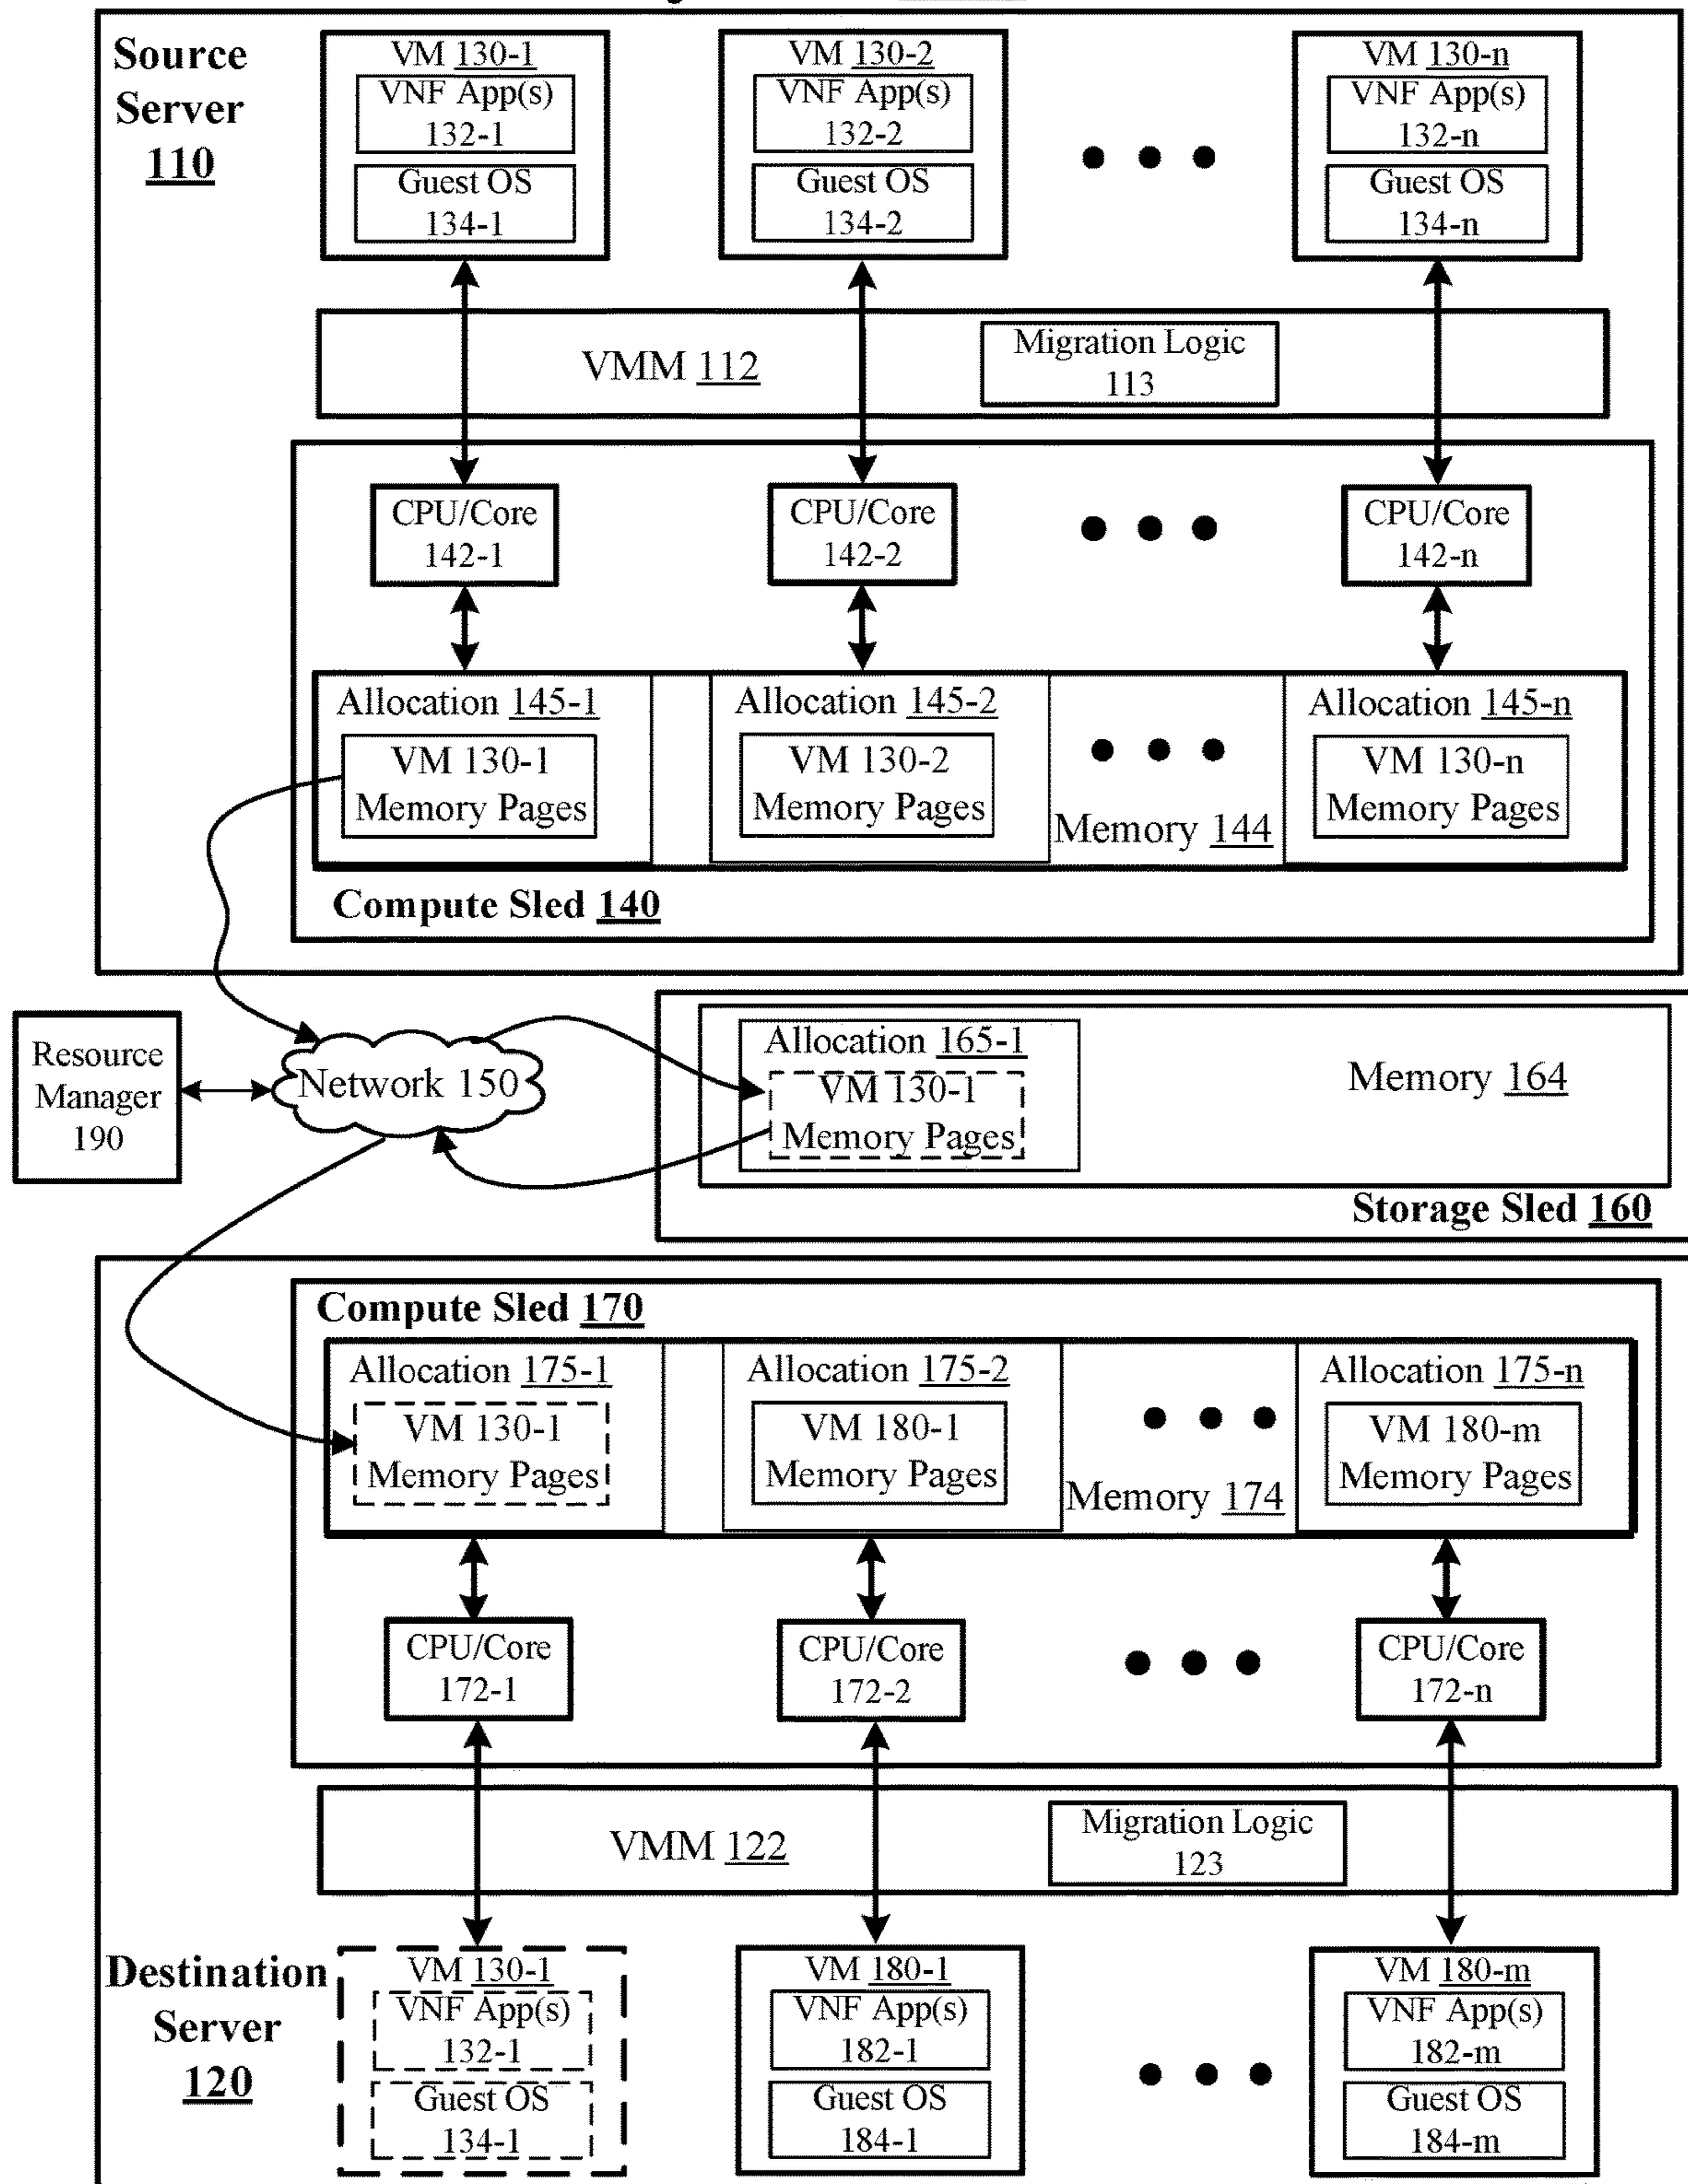 Source
Server
110
VM 130-1
VNF App(s)
132-1
Guest OS
134-1
VM 130-2
VNF App(s)
132-2
Guest OS
134-2
VM 130-n
VNF App(s)
132-n
Guest OS
134-n
VMM 112
Migration Logic
113
CPU/Core
142-1
CPU/Core
142-2
CPU/Core
142-n
Allocation 145-1
VM 130-1
Memory Pages
Allocation 145-2
VM 130-2
Memory Pages
Memory 144
Allocation 145-n
VM 130-n
Memory Pages
Compute Sled 140
Resource
Manager
190
Network 150
Allocation 165-1
VM 130-1
Memory Pages
Memory 164
Storage Sled 160
Compute Sled 170
Allocation 175-1
VM 130-1
Memory Pages
Allocation 175-2
VM 180-1
Memory Pages
Memory 174
Allocation 175-n
VM 180-m
Memory Pages
CPU/Core
172-1
CPU/Core
172-2
CPU/Core
172-n
VMM 122
Migration Logic
123
Destination
Server
120
VM 130-1
VNF App(s)
132-1
Guest OS
134-1
VM 180-1
VNF App(s)
182-1
Guest OS
184-1
VM 180-m
VNF App(s)
182-m
Guest OS
184-m